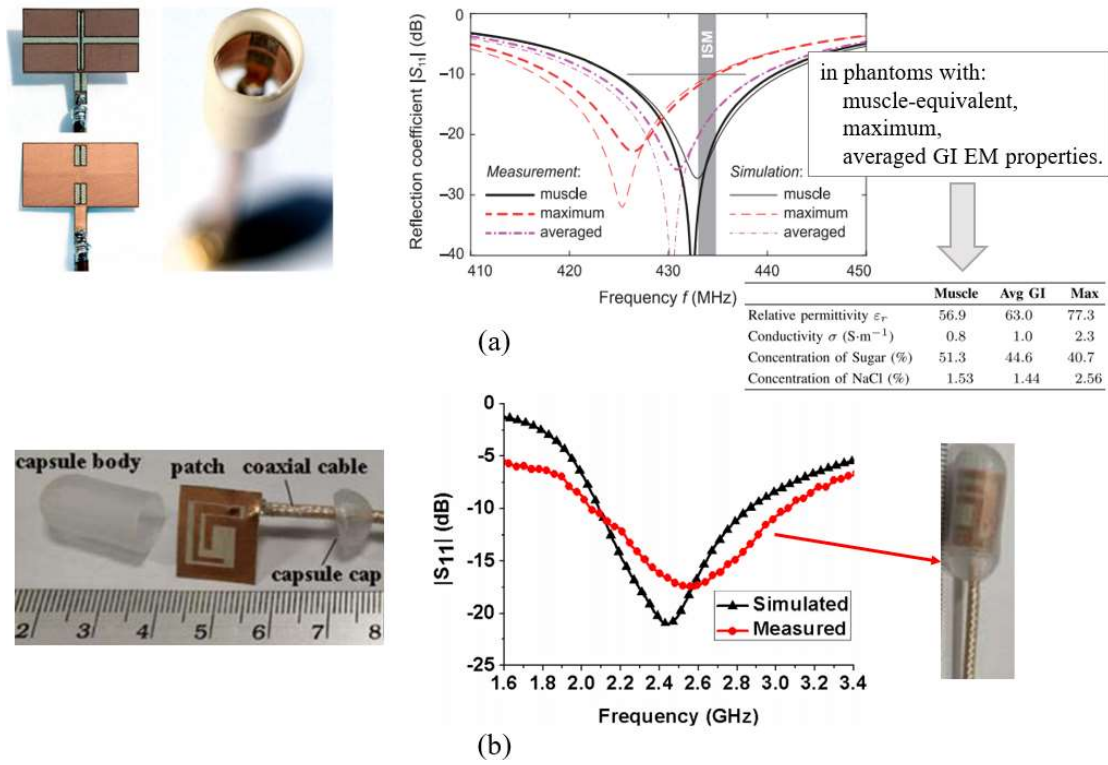 0
−10
−20
−30
−40
410
420
430
440
450
Reflection coefficient |S₁₁| (dB)
Frequency f (MHz)
ISM
Measurement:
muscle
maximum
averaged
Simulation:
muscle
maximum
averaged
in phantoms with:
muscle-equivalent,
maximum,
averaged GI EM properties.
Muscle Avg GI Max
Relative permittivity εᵣ 56.9 63.0 77.3
Conductivity σ (S·m⁻¹) 0.8 1.0 2.3
Concentration of Sugar (%) 51.3 44.6 40.7
Concentration of NaCl (%) 1.53 1.44 2.56
(a)
capsule body
patch
coaxial cable
capsule cap
2 3 4 5 6 7 8
0
-5
-10
-15
-20
-25
|S11| (dB)
Simulated
Measured
1.6 1.8 2.0 2.2 2.4 2.6 2.8 3.0 3.2 3.4
Frequency (GHz)
(b)